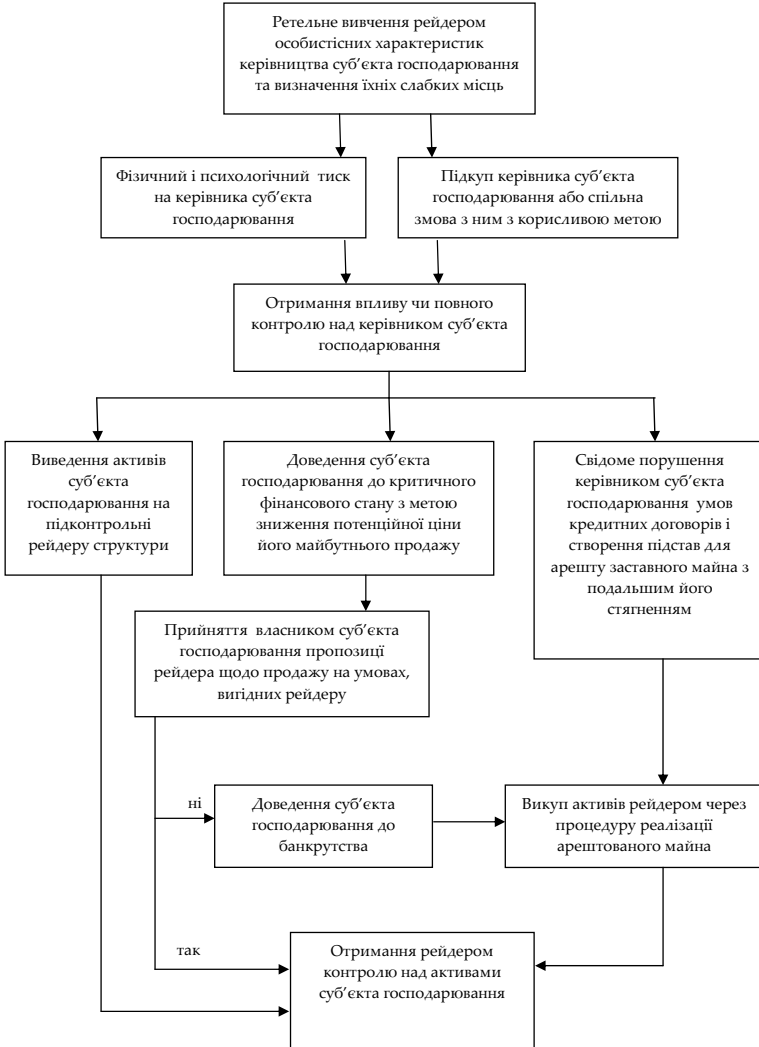 Ретельне вивчення рейдером
особистісних характеристик
керівництва суб’єкта господарювання
та визначення їхніх слабких місць
Фізичний і психологічний тиск
на керівника суб’єкта
господарювання
Підкуп керівника суб’єкта
господарювання або спільна
змова з ним з корисливою метою
Отримання впливу чи повного
контролю над керівником суб’єкта
господарювання
Виведення активів
суб’єкта
господарювання на
підконтрольні
рейдеру структури
Доведення суб’єкта
господарювання до критичного
фінансового стану з метою
зниження потенційної ціни
його майбутнього продажу
Свідоме порушення
керівником суб’єкта
господарювання умов
кредитних договорів і
створення підстав для
арешту заставного майна з
подальшим його
стягненням
Прийняття власником суб’єкта
господарювання пропозиції
рейдера щодо продажу на умовах,
вигідних рейдеру
ні
Доведення суб’єкта
господарювання до
банкрутства
Викуп активів рейдером через
процедуру реалізації
арештованого майна
так
Отримання рейдером
контролю над активами
суб’єкта господарювання